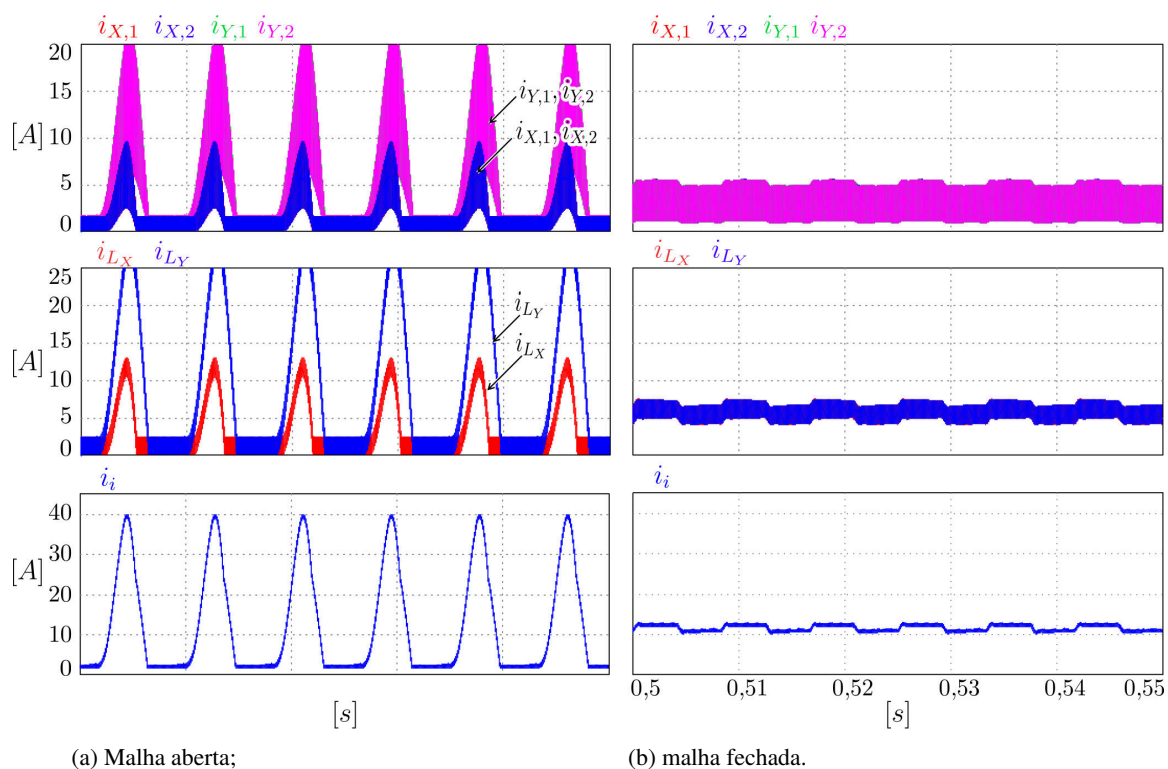 i_{X,1} i_{X,2} i_{Y,1} i_{Y,2}
20
15
[A] 10
5
0
i_{Y,1}, i_{Y,2}
i_{X,1}, i_{X,2}
i_{X,1} i_{X,2} i_{Y,1} i_{Y,2}
i_{L_X} i_{L_Y}
25
20
15
[A]
10
5
0
i_{L_Y}
i_{L_X}
i_{L_X} i_{L_Y}
i_i
40
30
[A]
20
10
0
[s]
i_i
0,5 0,51 0,52 0,53 0,54 0,55
[s]
(a) Malha aberta;
(b) malha fechada.